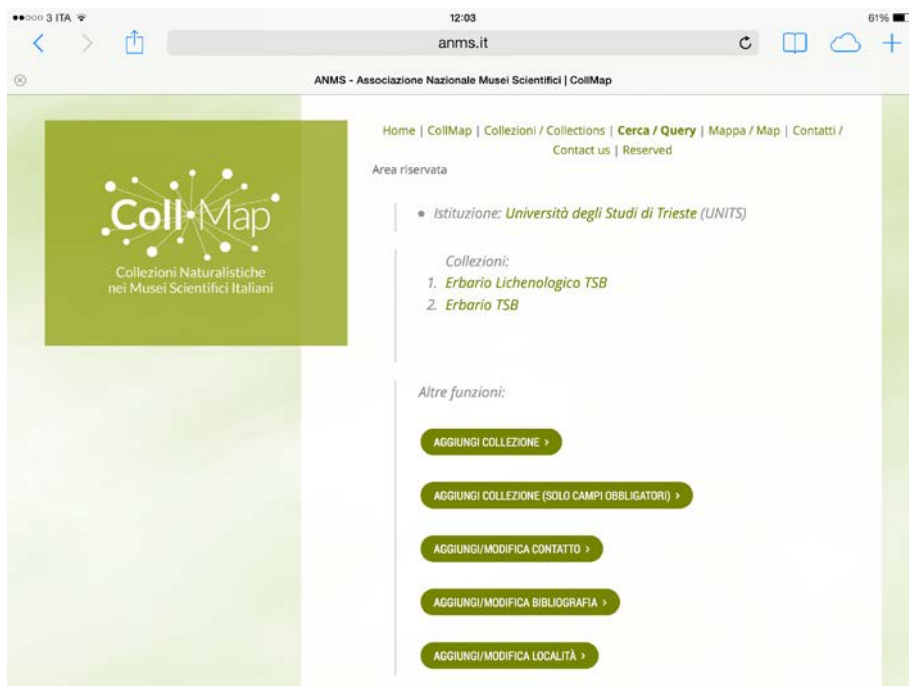 3 ITA 12:03 61%
anms.it
ANMS - Associazione Nazionale Musei Scientifici | CollMap
Home | CollMap | Collezioni / Collections | Cerca / Query | Mappa / Map | Contatti /
Contact us | Reserved
Area riservata
Coll Map
Collezioni Naturalistiche
nei Musei Scientifici Italiani
Istituzione: Università degli Studi di Trieste (UNITS)
Collezioni:
1. Erbario Lichenologico TSB
2. Erbario TSB
Altre funzioni:
AGGIUNGI COLLEZIONE >
AGGIUNGI COLLEZIONE (SOLO CAMPI OBBLIGATORI) >
AGGIUNGI/MODIFICA CONTATTO >
AGGIUNGI/MODIFICA BIBLIOGRAFIA >
AGGIUNGI/MODIFICA LOCALITÀ >